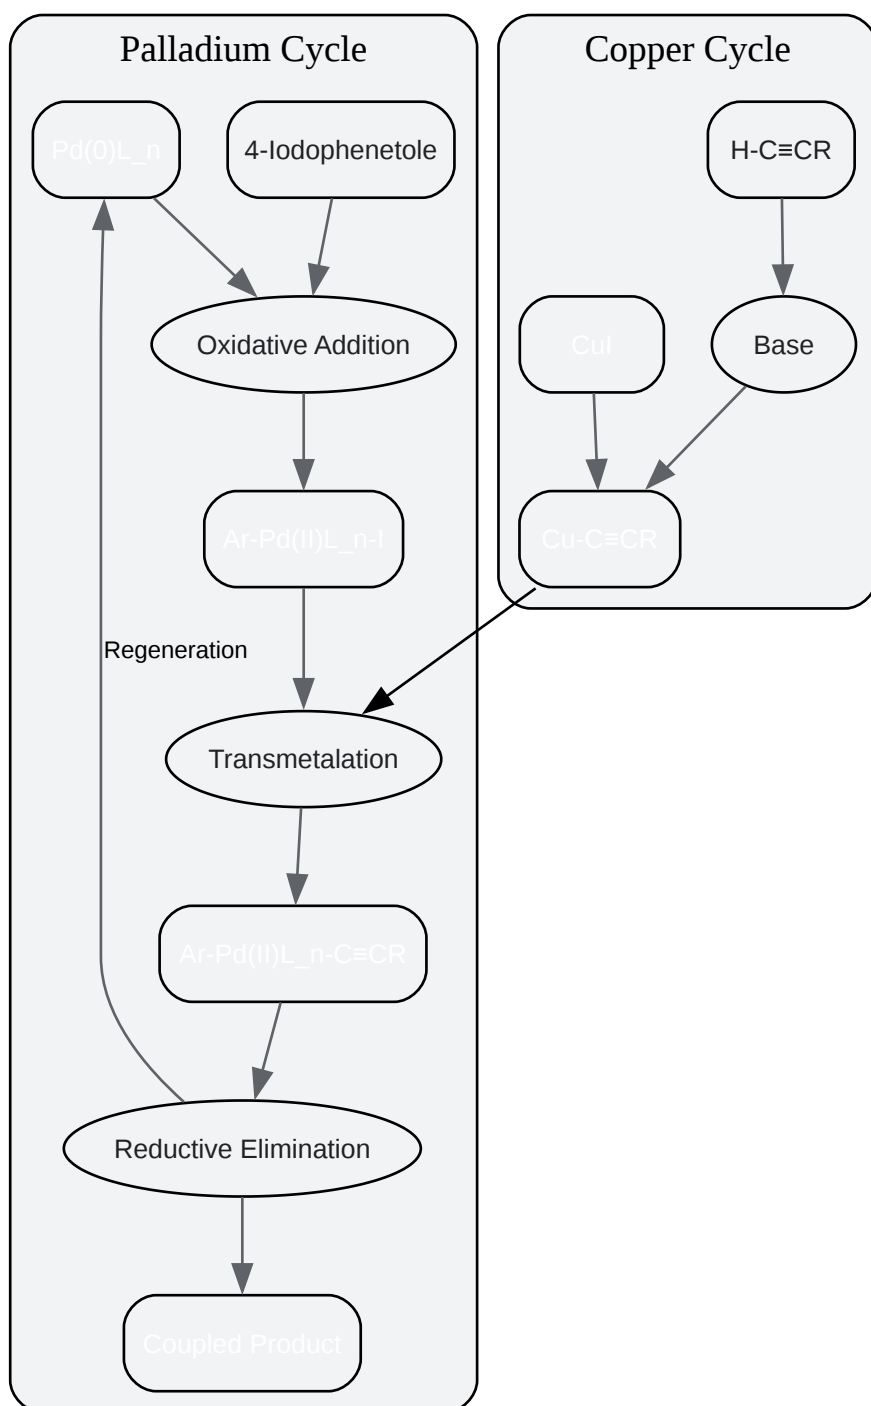 Palladium Cycle
Pd(0)L_n
4-Iodophenetole
Oxidative Addition
Ar-Pd(II)L_n-I
Regeneration
Transmetalation
Ar-Pd(II)L_n-C≡CR
Reductive Elimination
Coupled Product
Copper Cycle
H-C≡CR
CuI
Base
Cu-C≡CR